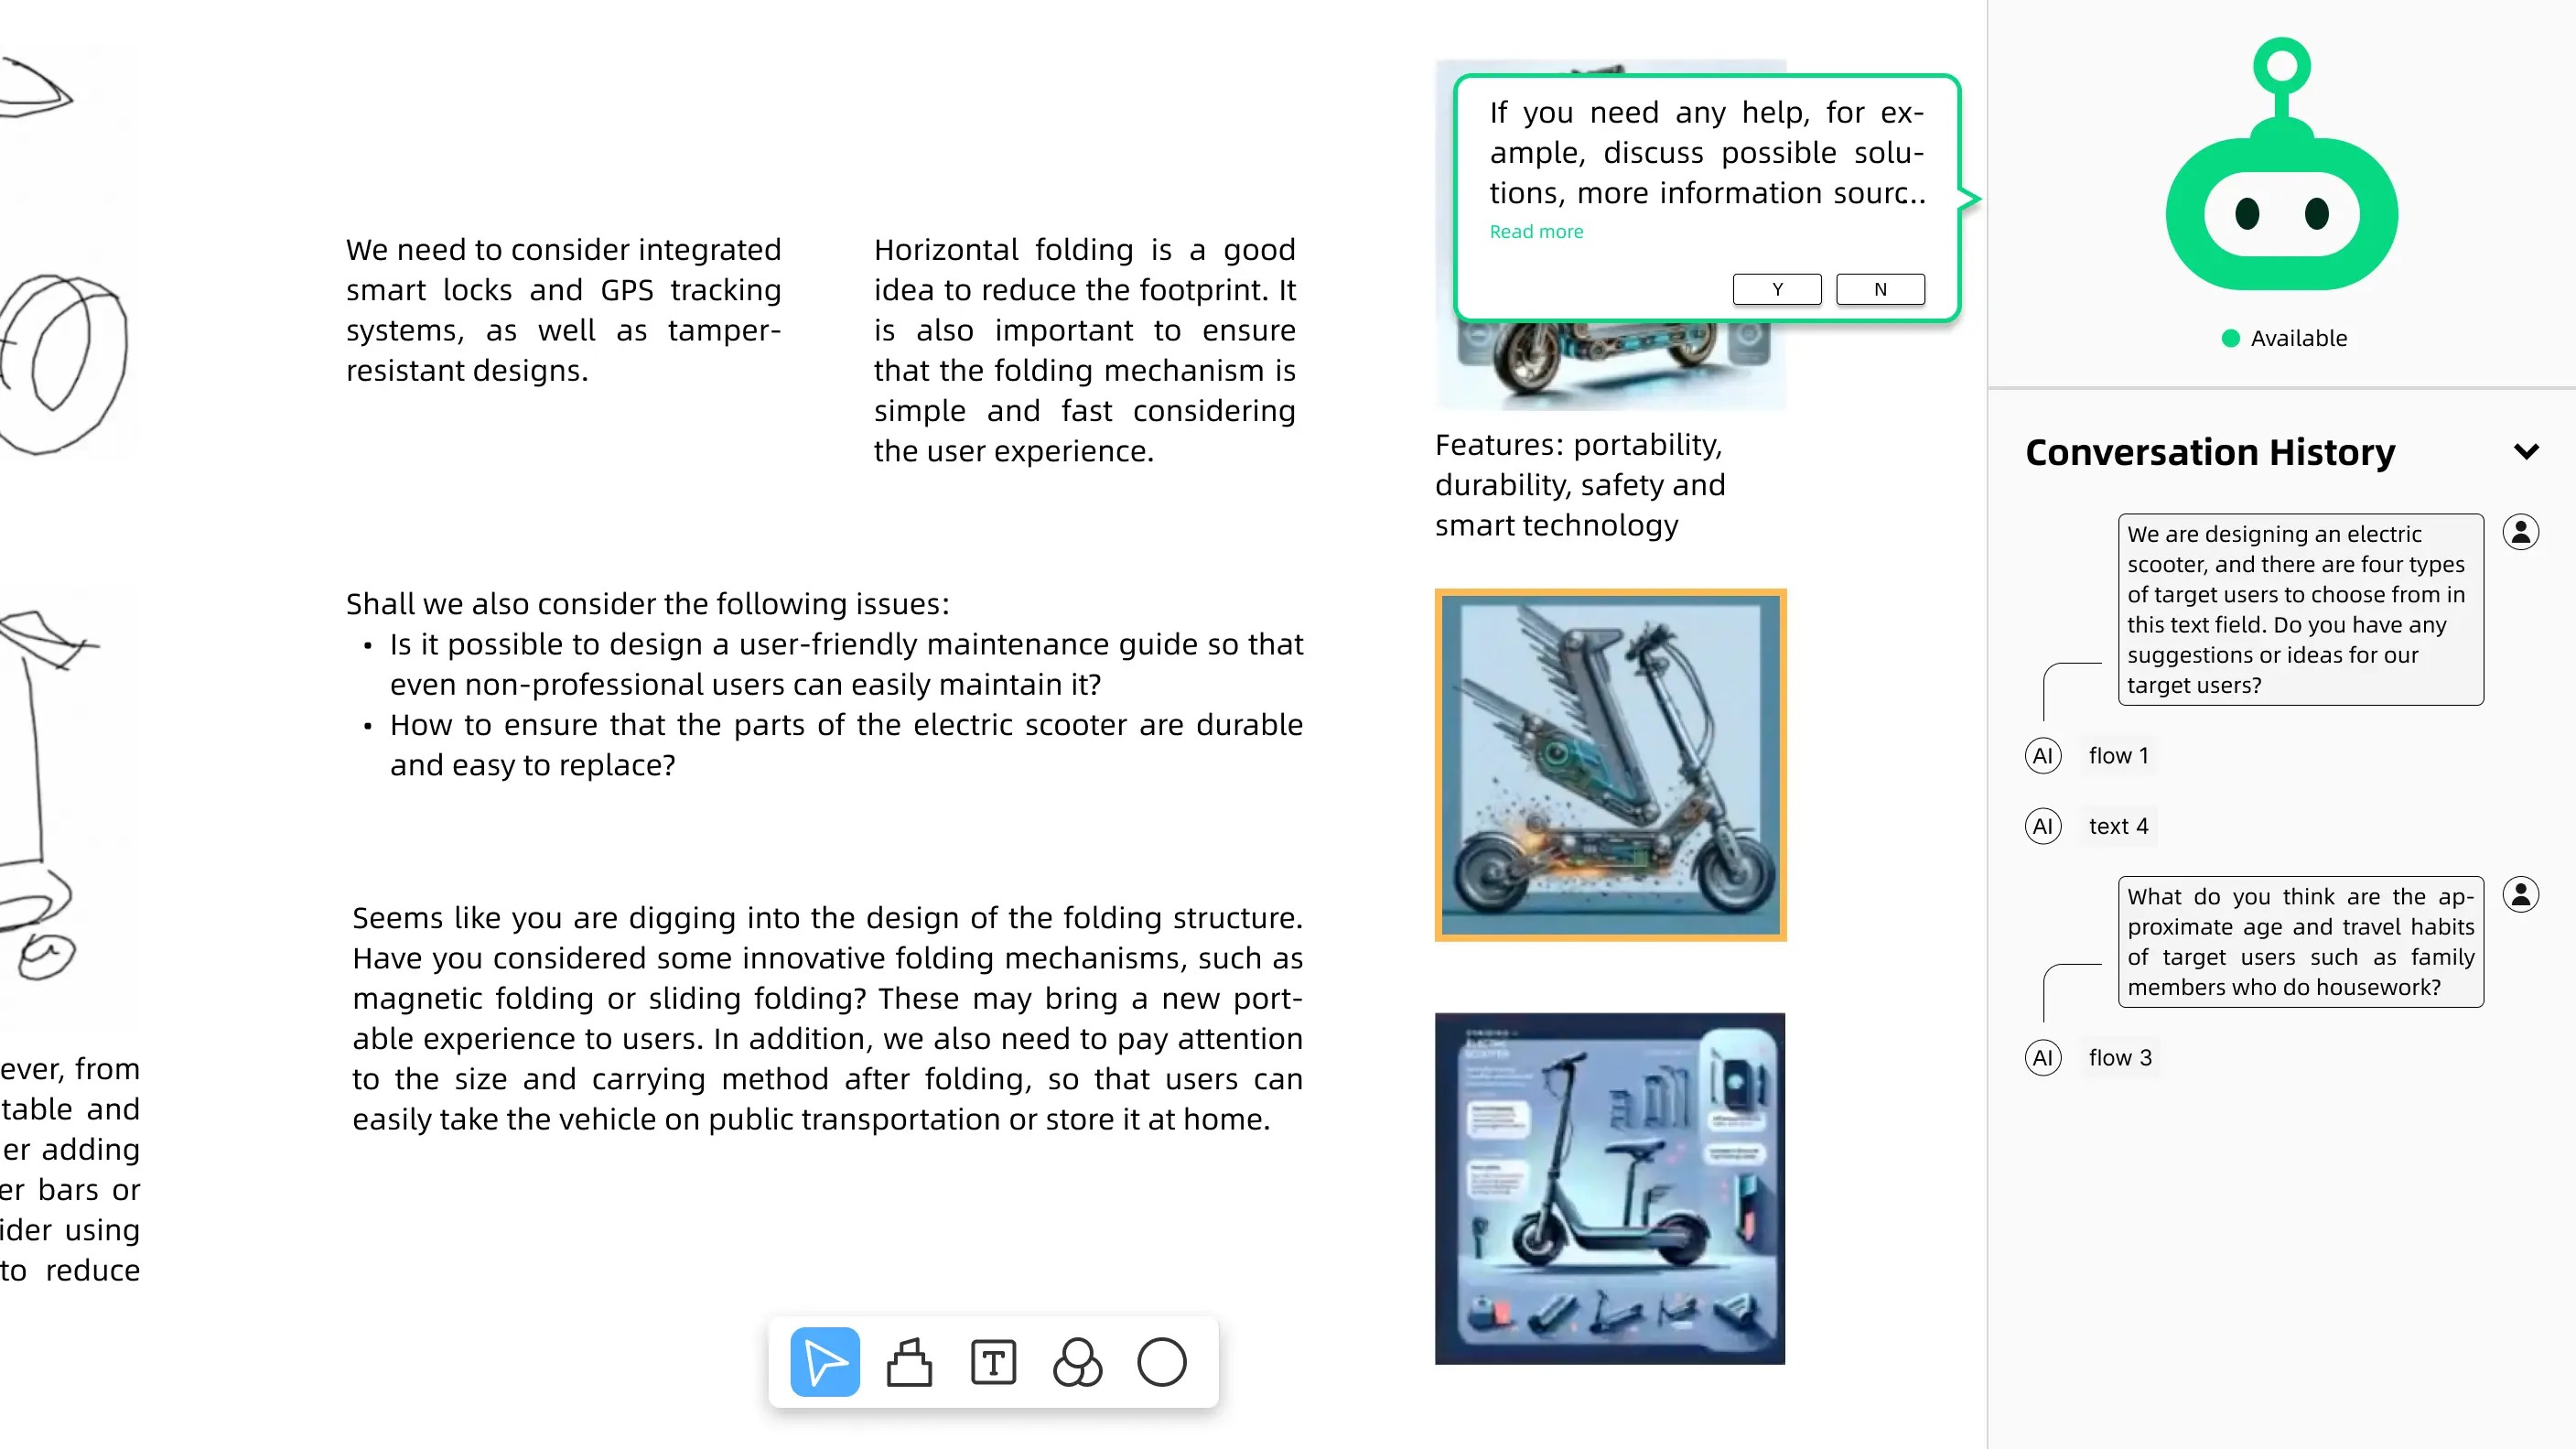 ever, from
table and
er adding
er bars or
ider using
to reduce
We need to consider integrated
smart locks and GPS tracking
systems, as well as tamper-
resistant designs.
Horizontal folding is a good
idea to reduce the footprint. It
is also important to ensure
that the folding mechanism is
simple and fast considering
the user experience.
Shall we also consider the following issues:
• Is it possible to design a user-friendly maintenance guide so that
even non-professional users can easily maintain it?
• How to ensure that the parts of the electric scooter are durable
and easy to replace?
Seems like you are digging into the design of the folding structure.
Have you considered some innovative folding mechanisms, such as
magnetic folding or sliding folding? These may bring a new port-
able experience to users. In addition, we also need to pay attention
to the size and carrying method after folding, so that users can
easily take the vehicle on public transportation or store it at home.
If you need any help, for ex-
ample, discuss possible solu-
tions, more information sourc...
Read more
Y N
Features: portability,
durability, safety and
smart technology
T
Available
Conversation History
We are designing an electric
scooter, and there are four types
of target users to choose from in
this text field. Do you have any
suggestions or ideas for our
target users?
AI flow 1
AI text 4
What do you think are the ap-
proximate age and travel habits
of target users such as family
members who do housework?
AI flow 3